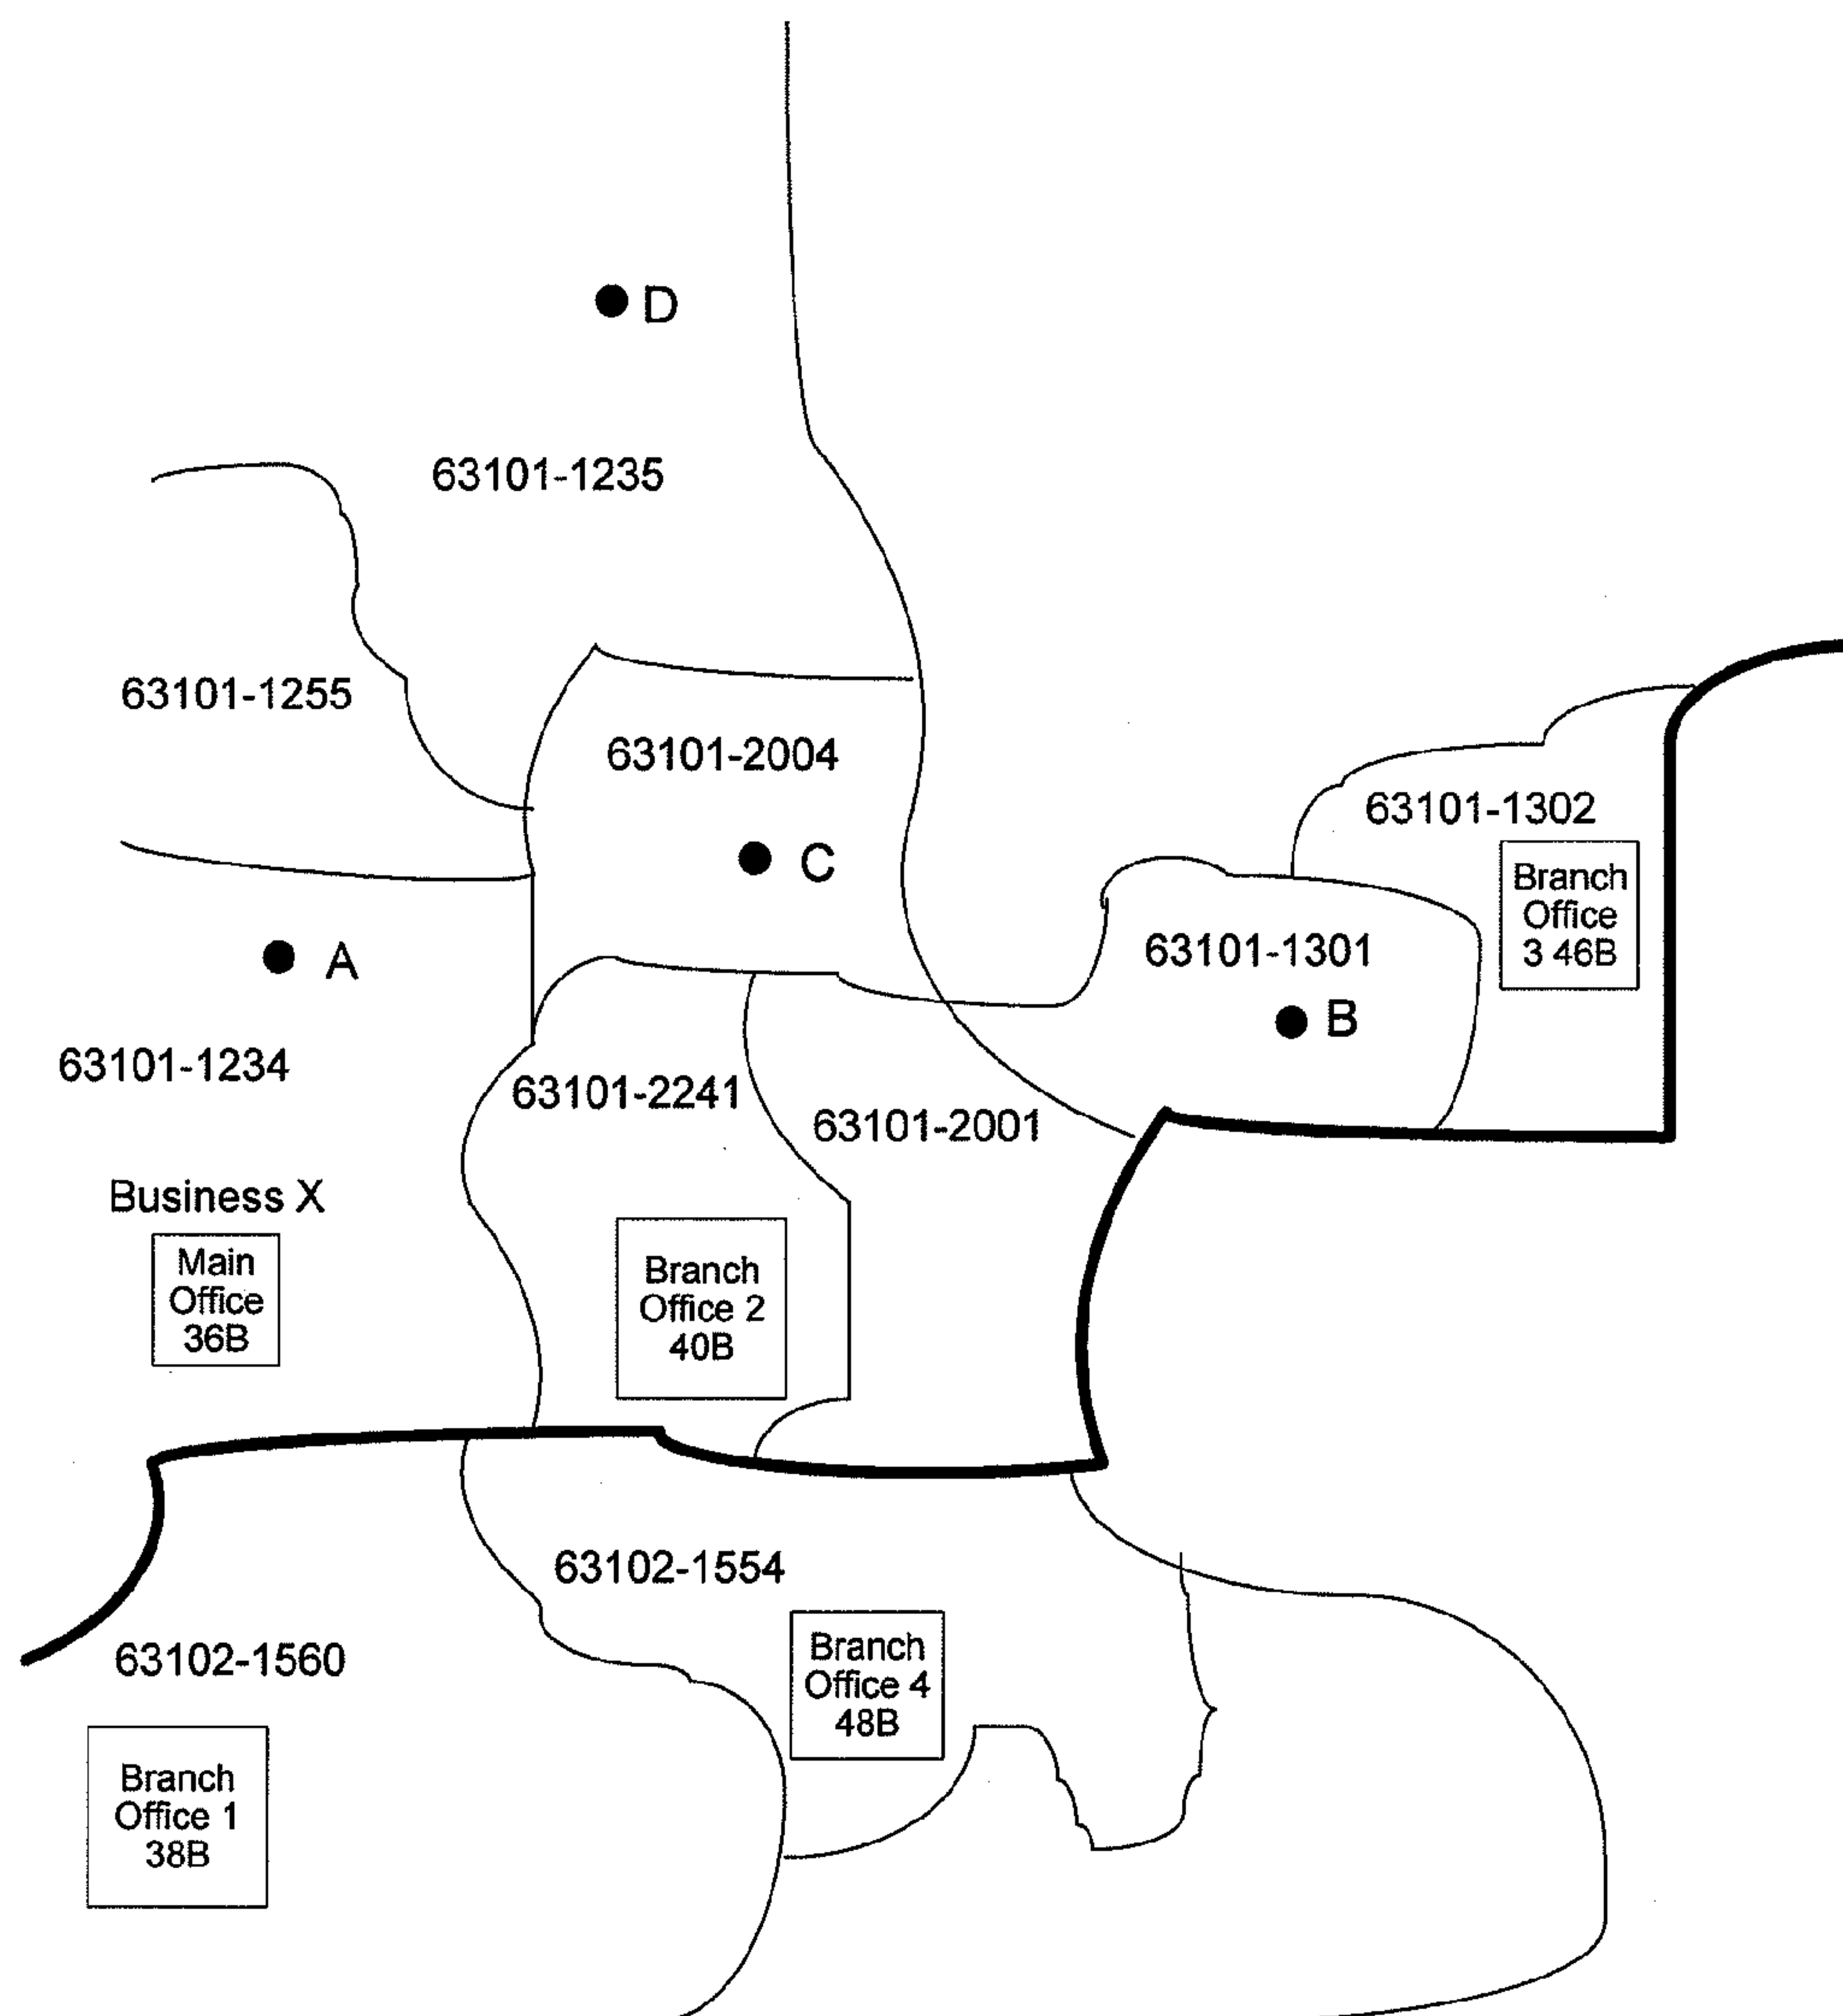 D
63101-1235
63101-1255
63101-2004
63101-1302
C
Branch
Office
3 46B
A
63101-1301
B
63101-1234
63101-2241
63101-2001
Business X
Main
Office
36B
Branch
Office 2
40B
63102-1554
63102-1560
Branch
Office 4
48B
Branch
Office 1
38B